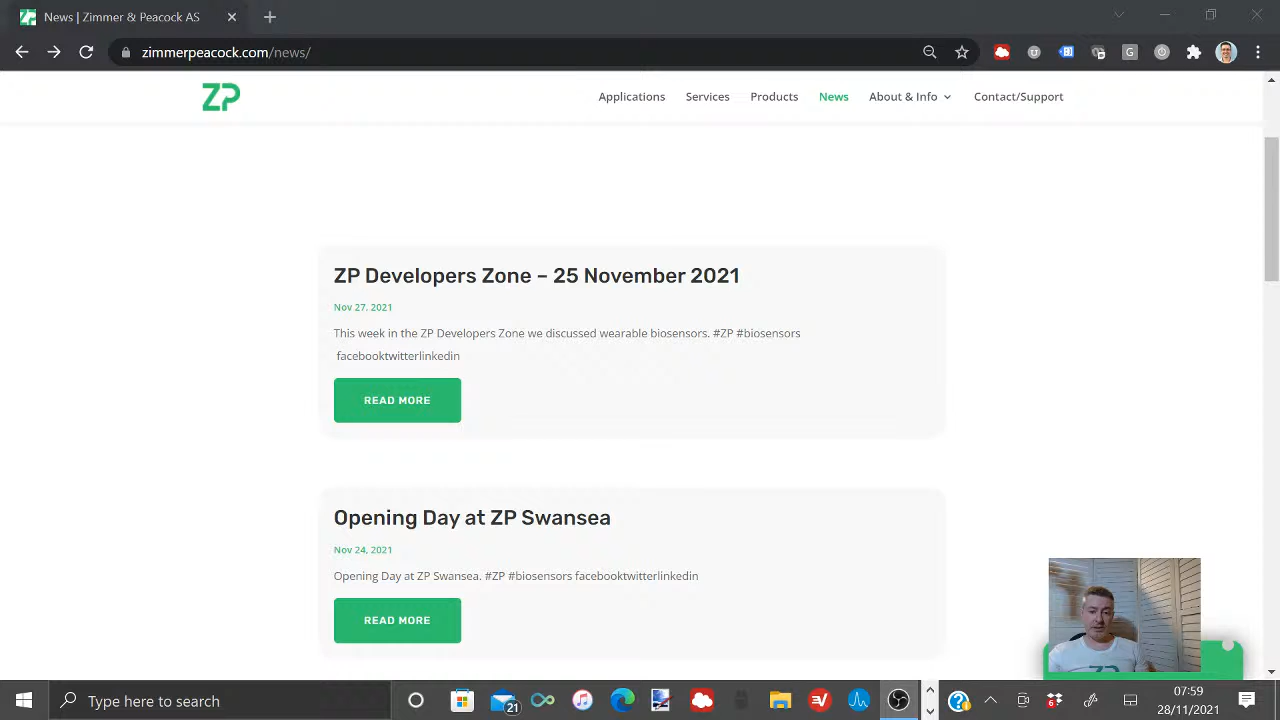 News | Zimmer & Peacock AS
zimmerpeacock.com/news/
ZP
Applications
Services
Products
News
About & Info
Contact/Support
ZP Developers Zone – 25 November 2021
Nov 27, 2021
This week in the ZP Developers Zone we discussed wearable biosensors. #ZP #biosensors
facebooktwitterlinkedin
READ MORE
Opening Day at ZP Swansea
Nov 24, 2021
Opening Day at ZP Swansea. #ZP #biosensors facebooktwitterlinkedin
READ MORE
ZP
Type here to search
21
6
07:59
28/11/2021